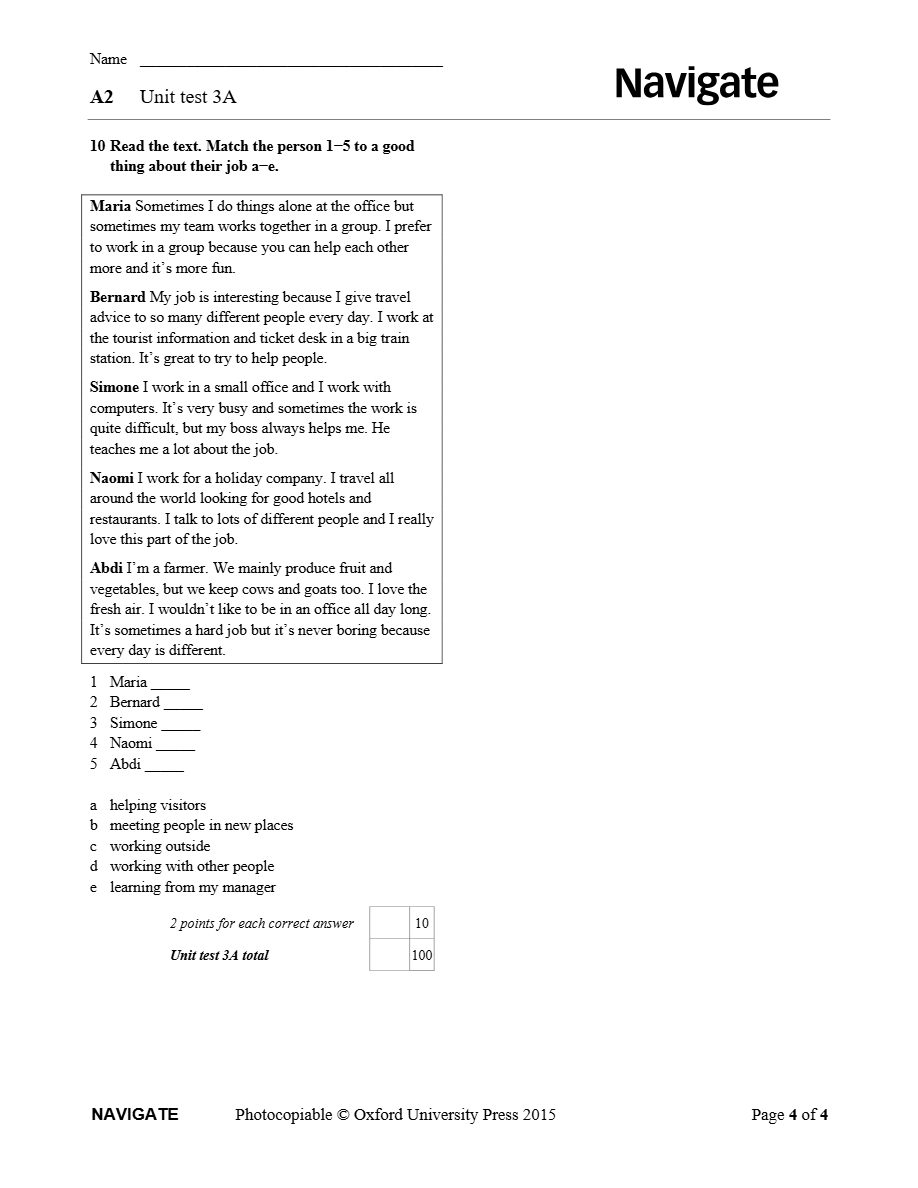 Name ______________________________________
Navigate
A2 Unit test 3A
10 Read the text. Match the person 1–5 to a good
thing about their job a–e.
Maria Sometimes I do things alone at the office but
sometimes my team works together in a group. I prefer
to work in a group because you can help each other
more and it's more fun.
Bernard My job is interesting because I give travel
advice to so many different people every day. I work at
the tourist information and ticket desk in a big train
station. It's great to try to help people.
Simone I work in a small office and I work with
computers. It's very busy and sometimes the work is
quite difficult, but my boss always helps me. He
teaches me a lot about the job.
Naomi I work for a holiday company. I travel all
around the world looking for good hotels and
restaurants. I talk to lots of different people and I really
love this part of the job.
Abdi I'm a farmer. We mainly produce fruit and
vegetables, but we keep cows and goats too. I love the
fresh air. I wouldn't like to be in an office all day long.
It's sometimes a hard job but it's never boring because
every day is different.
1 Maria _____
2 Bernard _____
3 Simone _____
4 Naomi _____
5 Abdi _____
a helping visitors
b meeting people in new places
c working outside
d working with other people
e learning from my manager
2 points for each correct answer 10
Unit test 3A total 100
NAVIGATE Photocopiable © Oxford University Press 2015 Page 4 of 4